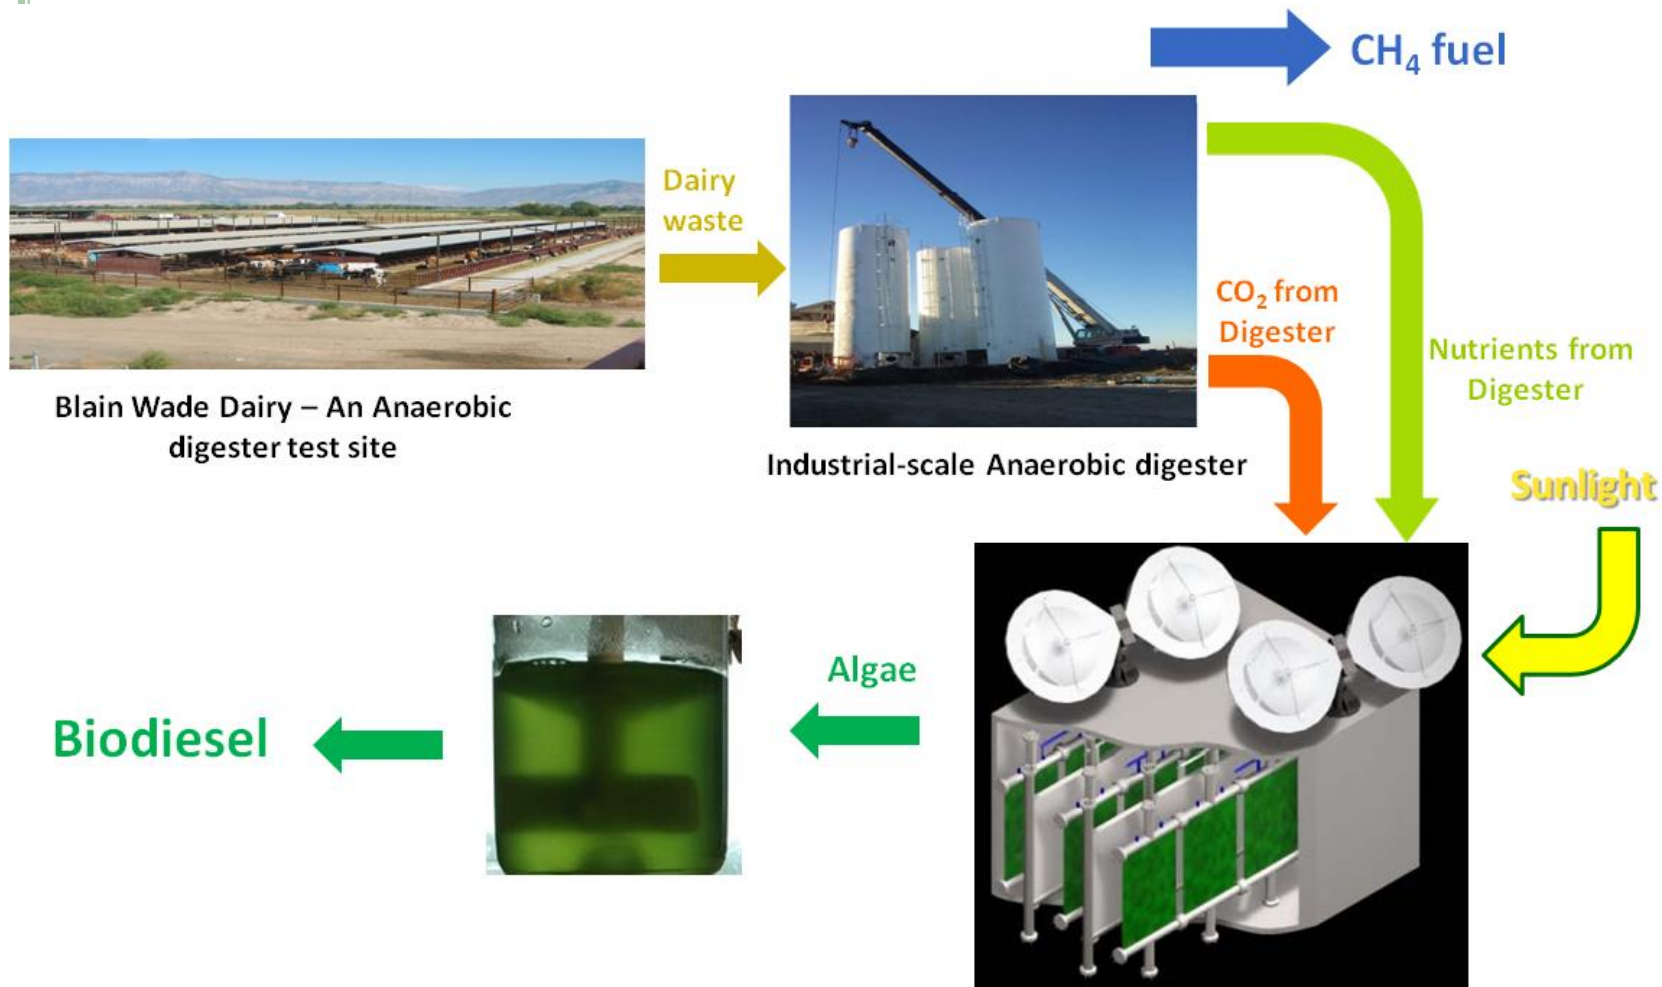 CH₄ fuel
Dairy
waste
CO₂ from
Digester
Nutrients from
Digester
Blain Wade Dairy – An Anaerobic
digester test site
Industrial-scale Anaerobic digester
Sunlight
Algae
Biodiesel